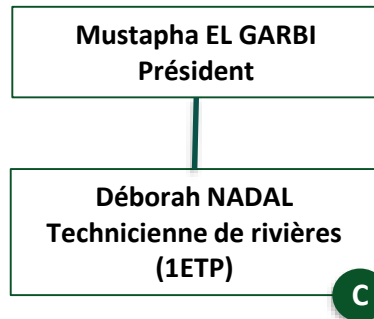 Mustapha EL GARBI
Président
Déborah NADAL
Technicienne de rivières
(1ETP)
C